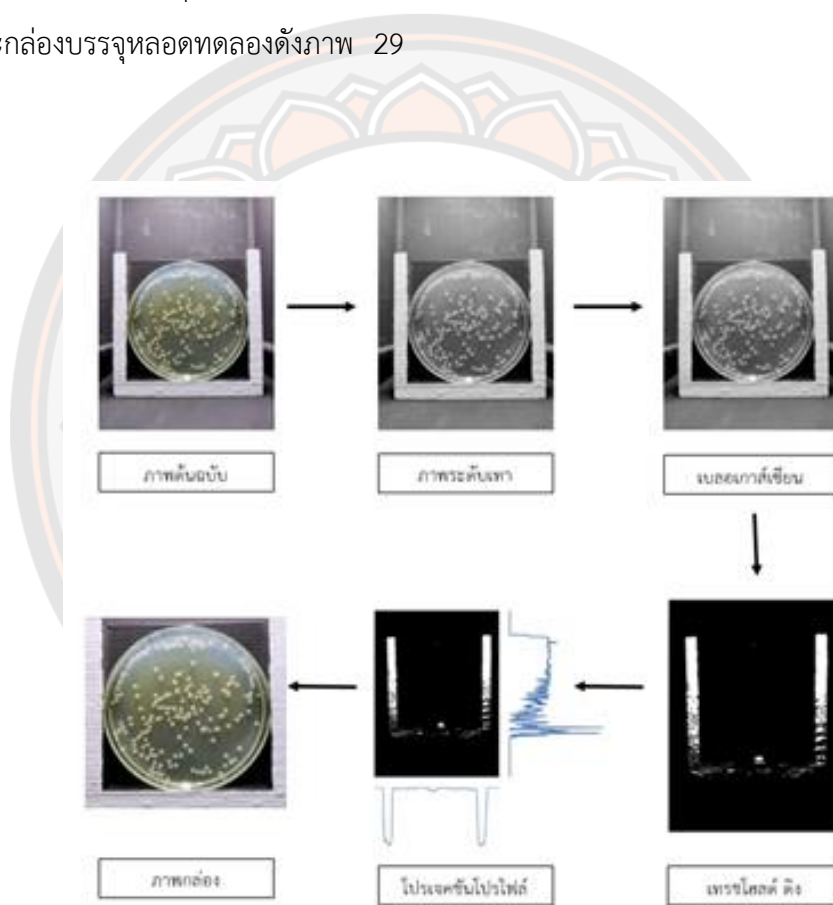 ะกล่องบรรจุหลอดทดลองดังภาพ 29
ภาพต้นฉบับ
ภาพระดับเทา
เบลอเกาส์เซียน
ภาพกล่อง
โปรเจคชันโปรไฟล์
เทรชโฮลด์ ดิง